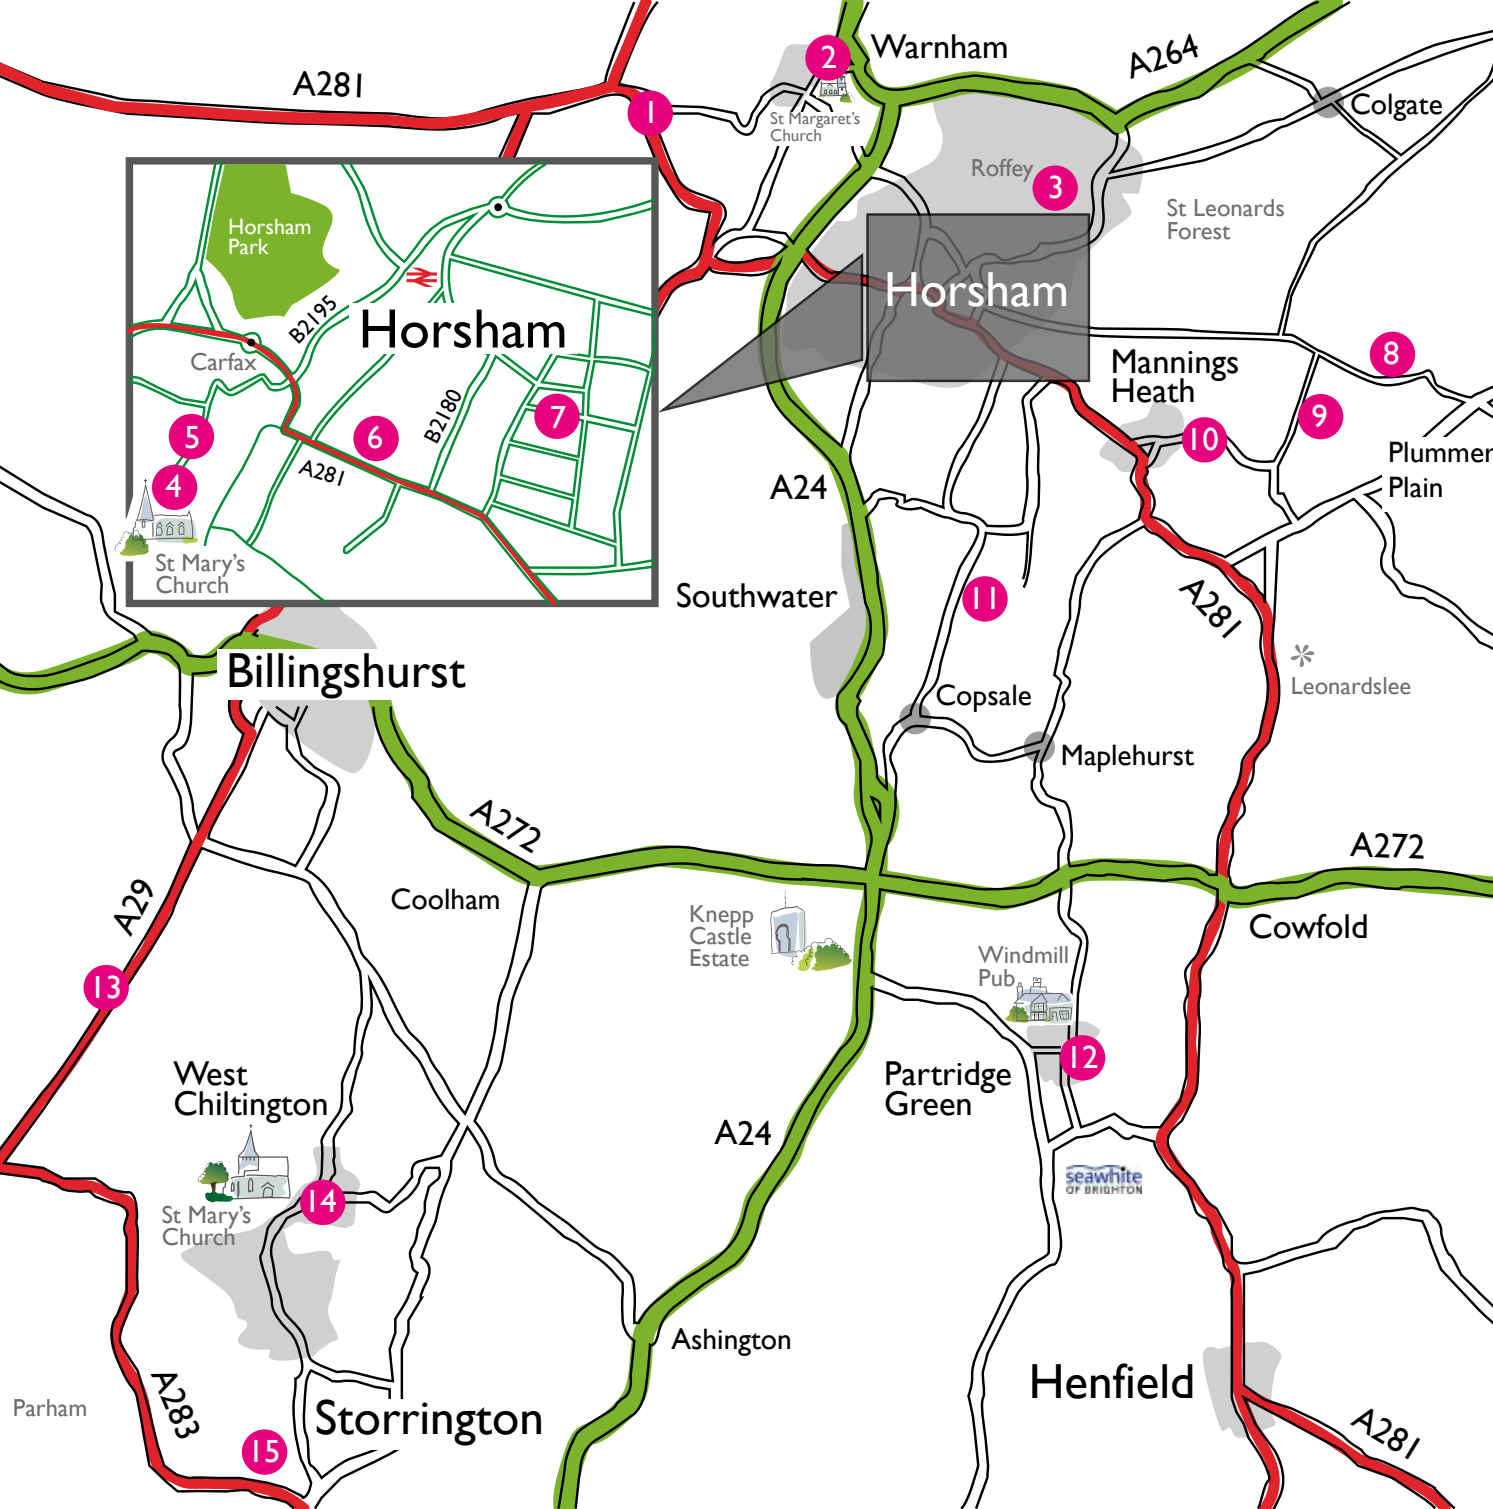 Warnham
A264
A281
2
1
Colgate
St Margaret's
Church
Roffey
3
St Leonards
Forest
Horsham
Park
B2195
Horsham
Horsham
Carfax
Mannings
Heath
8
9
5
6
B2180
7
10
Plummer
Plain
A281
4
A24
St Mary's
Church
Southwater
11
A281
Leonardslee
Billingshurst
Copsale
Maplehurst
A272
A272
A29
Coolham
Knepp
Castle
Estate
Cowfold
Windmill
Pub
13
12
West
Chiltington
Partridge
Green
A24
seawhite
OF BRIGHTON
14
St Mary's
Church
Ashington
Henfield
Parham
A283
Storrington
A281
15